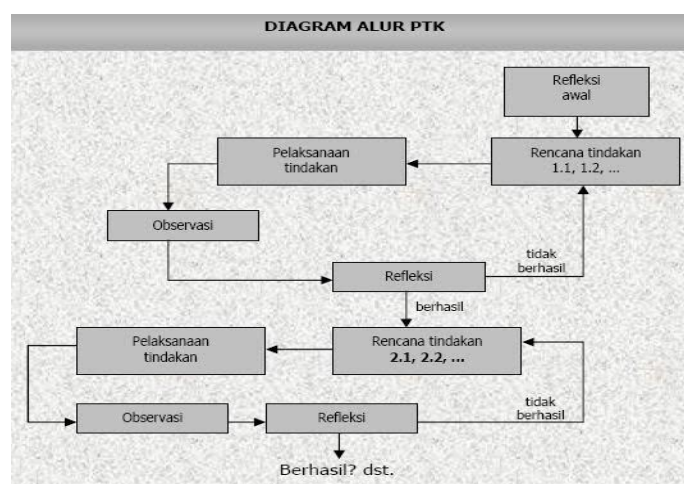 DIAGRAM ALUR PTK
Refleksi
awal
Pelaksanaan
tindakan
Rencana tindakan
1.1, 1.2, ...
Observasi
Refleksi
tidak
berhasil
berhasil
Pelaksanaan
tindakan
Rencana tindakan
2.1, 2.2, ...
Observasi
Refleksi
tidak
berhasil
Berhasil? dst.